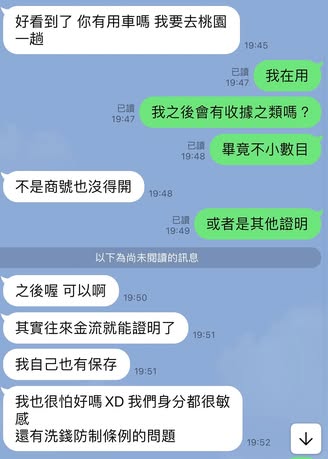 好看到了 你有用車嗎 我要去桃園
一趟
19:45
已讀
19:47
我在用
已讀
19:47
我之後會有收據之類嗎？
已讀
19:48
畢竟不小數目
不是商號也沒得開
19:48
已讀
19:49
或者是其他證明
以下為尚未閱讀的訊息
之後喔 可以啊
19:50
其實往來金流就能證明了
19:51
我自己也有保存
19:51
我也很怕好嗎 XD 我們身分都很敏
感
還有洗錢防制條例的問題
19:52